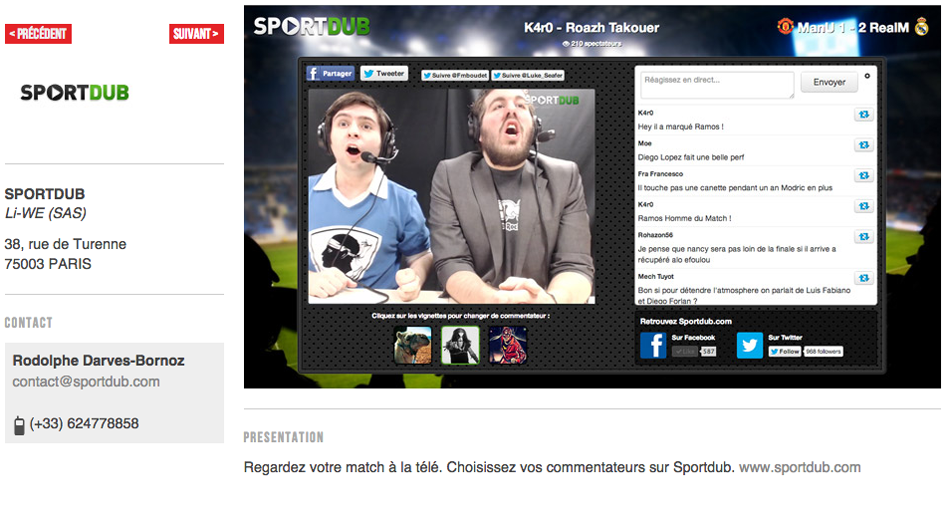 < PRÉCÉDENT
SUIVANT >
SPORTDUB
SPORTDUB
Li-WE (SAS)
38, rue de Turenne
75003 PARIS
CONTACT
Rodolphe Darves-Bornoz
contact@sportdub.com
(+33) 624778858
SPORTDUB
K4r0 - Roazh Takouer
210 spectateurs
ManU 1 - 2 RealM
Partager
Tweeter
Suivre @Fmboudet
Suivre @Luke_Seafer
SPORTDUB
Cliquez sur les vignettes pour changer de commentateur :
Réagissez en direct...
Envoyer
K4r0
Hey il a marqué Ramos !
Moe
Diego Lopez fait une belle perf
Fra Francesco
Il touche pas une canette pendant un an Modric en plus
K4r0
Ramos Homme du Match !
Rohazon56
Je pense que nancy sera pas loin de la finale si il arrive a
récupéré alo efoulou
Mech Tuyot
Bon si pour détendre l'atmosphere on parlait de Luis Fabiano
et Diego Forlan ?
Retrouvez Sportdub.com
Sur Facebook
Like
587
Sur Twitter
Follow
968 followers
PRESENTATION
Regardez votre match à la télé. Choisissez vos commentateurs sur Sportdub. www.sportdub.com